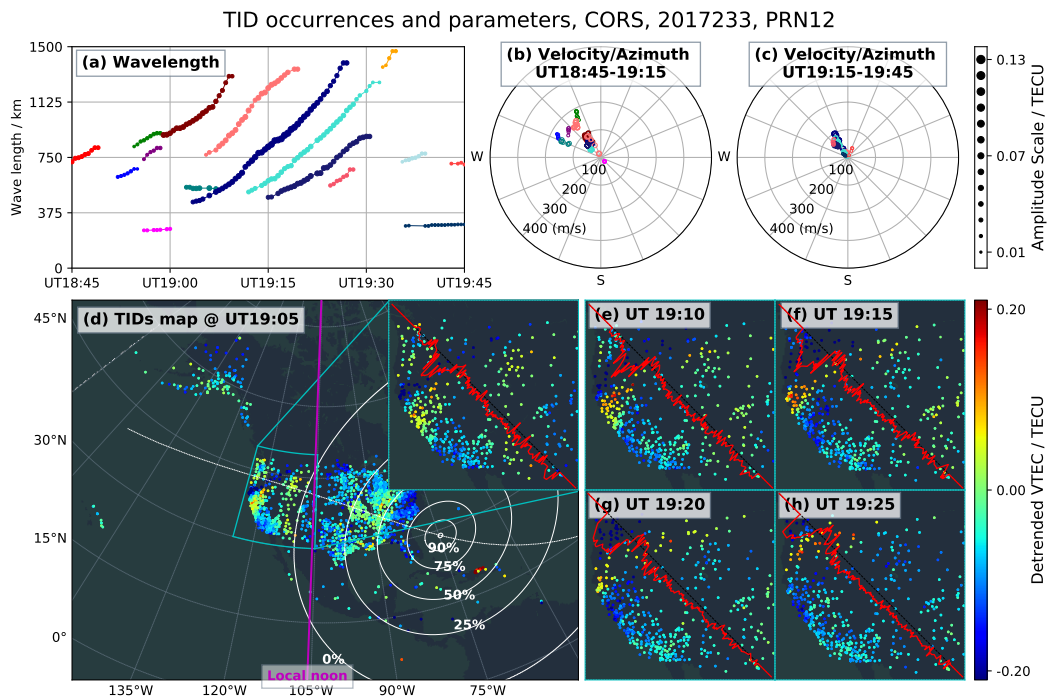 TID occurrences and parameters, CORS, 2017233, PRN12
(a) Wavelength
Wave length / km
1500
1125
750
375
0
UT18:45
UT19:00
UT19:15
UT19:30
UT19:45
(b) Velocity/Azimuth
UT18:45-19:15
W
100
200
300
400 (m/s)
S
(c) Velocity/Azimuth
UT19:15-19:45
W
100
200
300
400 (m/s)
S
0.13
0.07
0.01
Amplitude Scale / TECU
(d) TIDs map @ UT19:05
45°N
30°N
15°N
0°
135°W
120°W
105°W
90°W
75°W
90%
75%
50%
25%
0%
Local noon
(e) UT 19:10
(f) UT 19:15
(g) UT 19:20
(h) UT 19:25
0.20
0.00
-0.20
Detrended VTEC / TECU